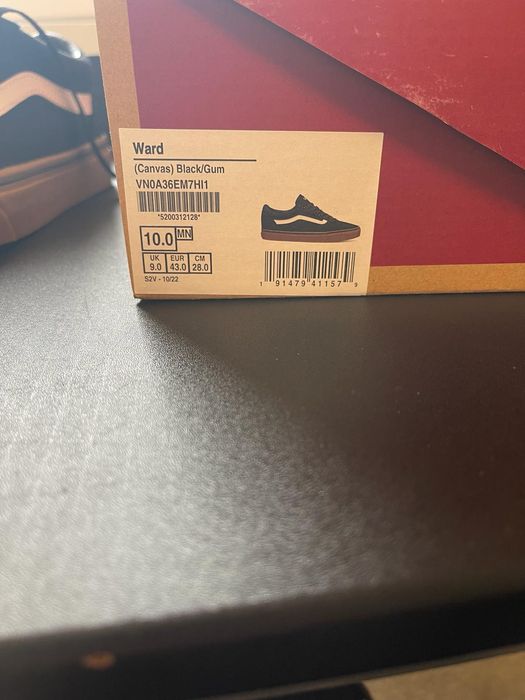 Ward
(Canvas) Black/Gum
VN0A36EM7HI1
*5200312128*
10.0 MN
UK EUR CM
9.0 43.0 28.0
S2V - 10/22
1 91479 41157 9